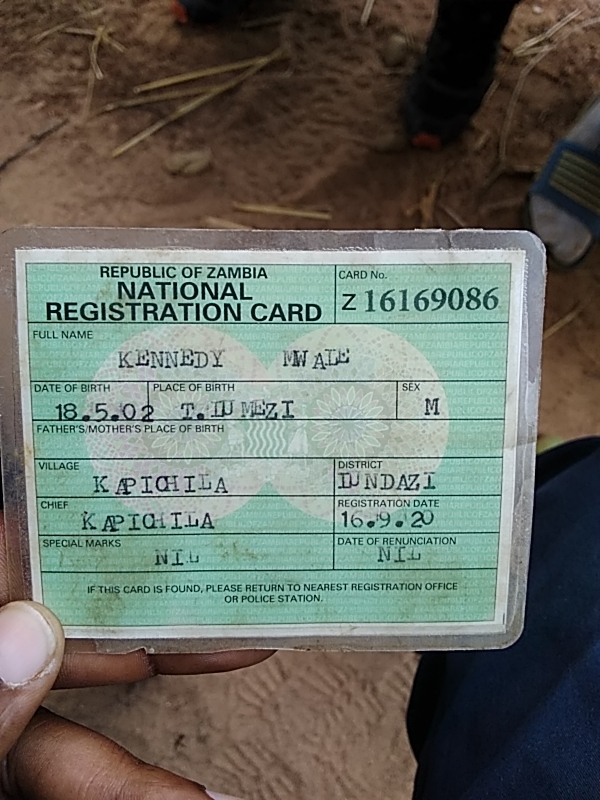 REPUBLIC OF ZAMBIA
NATIONAL
REGISTRATION CARD
CARD No.
Z 16169086
FULL NAME
KENNEDY MWALE
DATE OF BIRTH
18.5.02
PLACE OF BIRTH
T.DUMEZI
SEX
M
FATHER'S/MOTHER'S PLACE OF BIRTH
VILLAGE
KAPICHILA
DISTRICT
LUNDAZI
CHIEF
KAPICHILA
REGISTRATION DATE
16.9.20
SPECIAL MARKS
NIL
DATE OF RENUNCIATION
NIL
IF THIS CARD IS FOUND, PLEASE RETURN TO NEAREST REGISTRATION OFFICE
OR POLICE STATION.